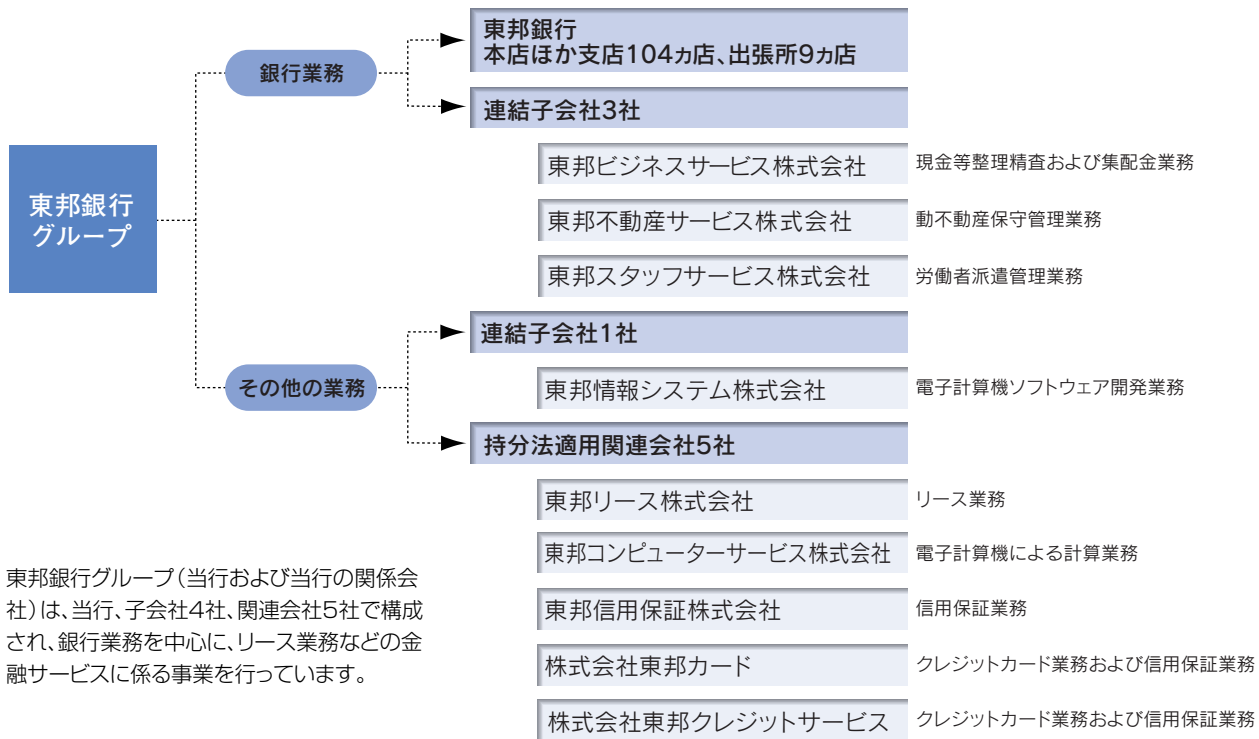 東邦銀行
グループ
銀行業務
東邦銀行
本店ほか支店104ヵ店、出張所9ヵ店
連結子会社3社
東邦ビジネスサービス株式会社 現金等整理精査および集配金業務
東邦不動産サービス株式会社 動不動産保守管理業務
東邦スタッフサービス株式会社 労働者派遣管理業務
その他の業務
連結子会社1社
東邦情報システム株式会社 電子計算機ソフトウェア開発業務
持分法適用関連会社5社
東邦リース株式会社 リース業務
東邦コンピューターサービス株式会社 電子計算機による計算業務
東邦信用保証株式会社 信用保証業務
株式会社東邦カード クレジットカード業務および信用保証業務
株式会社東邦クレジットサービス クレジットカード業務および信用保証業務
東邦銀行グループ(当行および当行の関係会
社)は、当行、子会社4社、関連会社5社で構成
され、銀行業務を中心に、リース業務などの金
融サービスに係る事業を行っています。